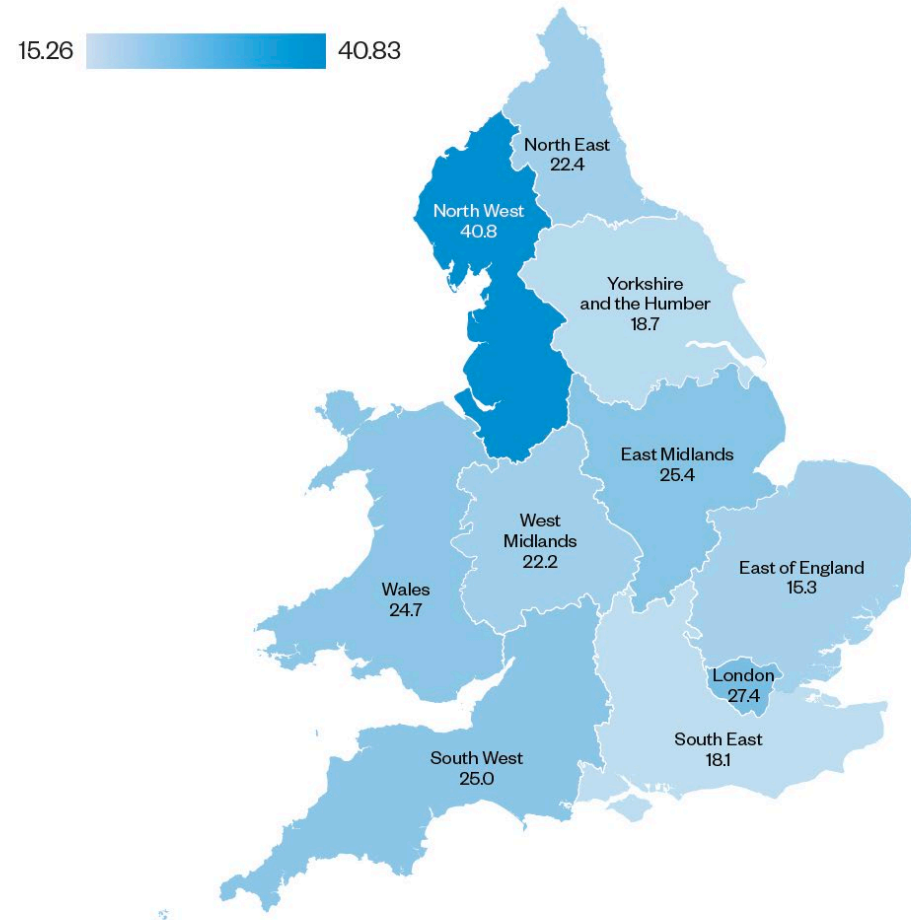 15.26 40.83
North East
22.4
North West
40.8
Yorkshire
and the Humber
18.7
East Midlands
25.4
West
Midlands
22.2
East of England
15.3
Wales
24.7
London
27.4
South East
18.1
South West
25.0